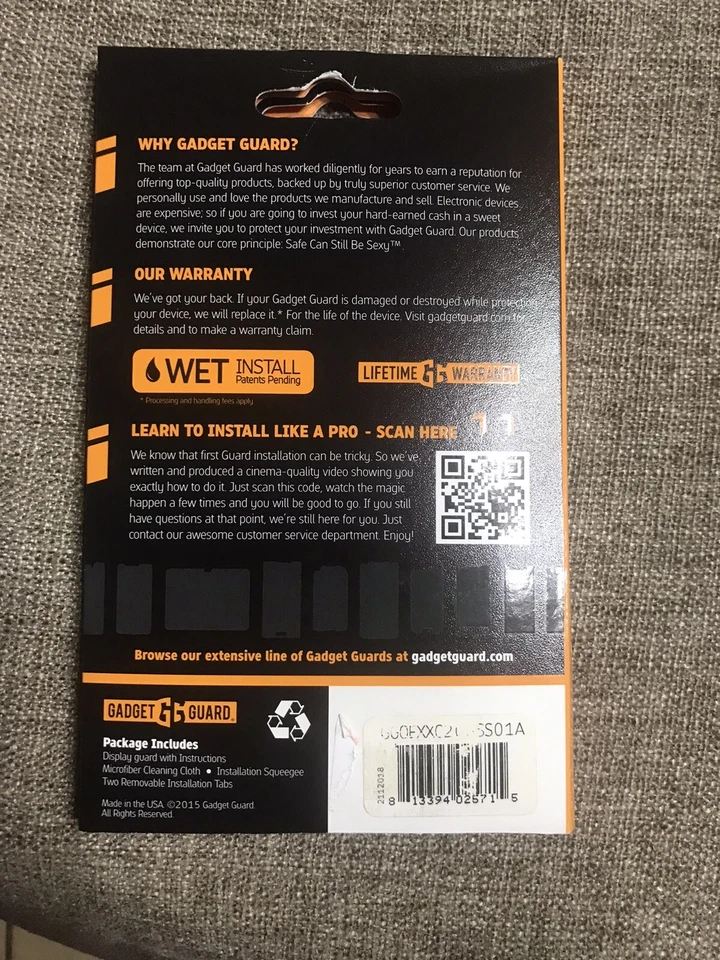 WHY GADGET GUARD?
The team at Gadget Guard has worked diligently for years to earn a reputation for
offering top-quality products, backed up by truly superior customer service. We
personally use and love the products we manufacture and sell. Electronic devices
are expensive; so if you are going to invest your hard-earned cash in a sweet
device, we invite you to protect your investment with Gadget Guard. Our products
demonstrate our core principle: Safe Can Still Be Sexy™.
OUR WARRANTY
We've got your back. If your Gadget Guard is damaged or destroyed while protecting
your device, we will replace it.* For the life of the device. Visit gadgetguard.com for
details and to make a warranty claim.
WET INSTALL
Patents Pending
LIFETIME GG WARRANTY
* Processing and handling fees apply
LEARN TO INSTALL LIKE A PRO - SCAN HERE
We know that first Guard installation can be tricky. So we've
written and produced a cinema-quality video showing you
exactly how to do it. Just scan this code, watch the magic
happen a few times and you will be good to go. If you still
have questions at that point, we're still here for you. Just
contact our awesome customer service department. Enjoy!
Browse our extensive line of Gadget Guards at gadgetguard.com
GADGET GG GUARD
Package Includes
Display guard with Instructions
Microfiber Cleaning Cloth • Installation Squeegee
Two Removable Installation Tabs
Made in the USA ©2015 Gadget Guard
All Rights Reserved.
2112018
8 13394 02571 5